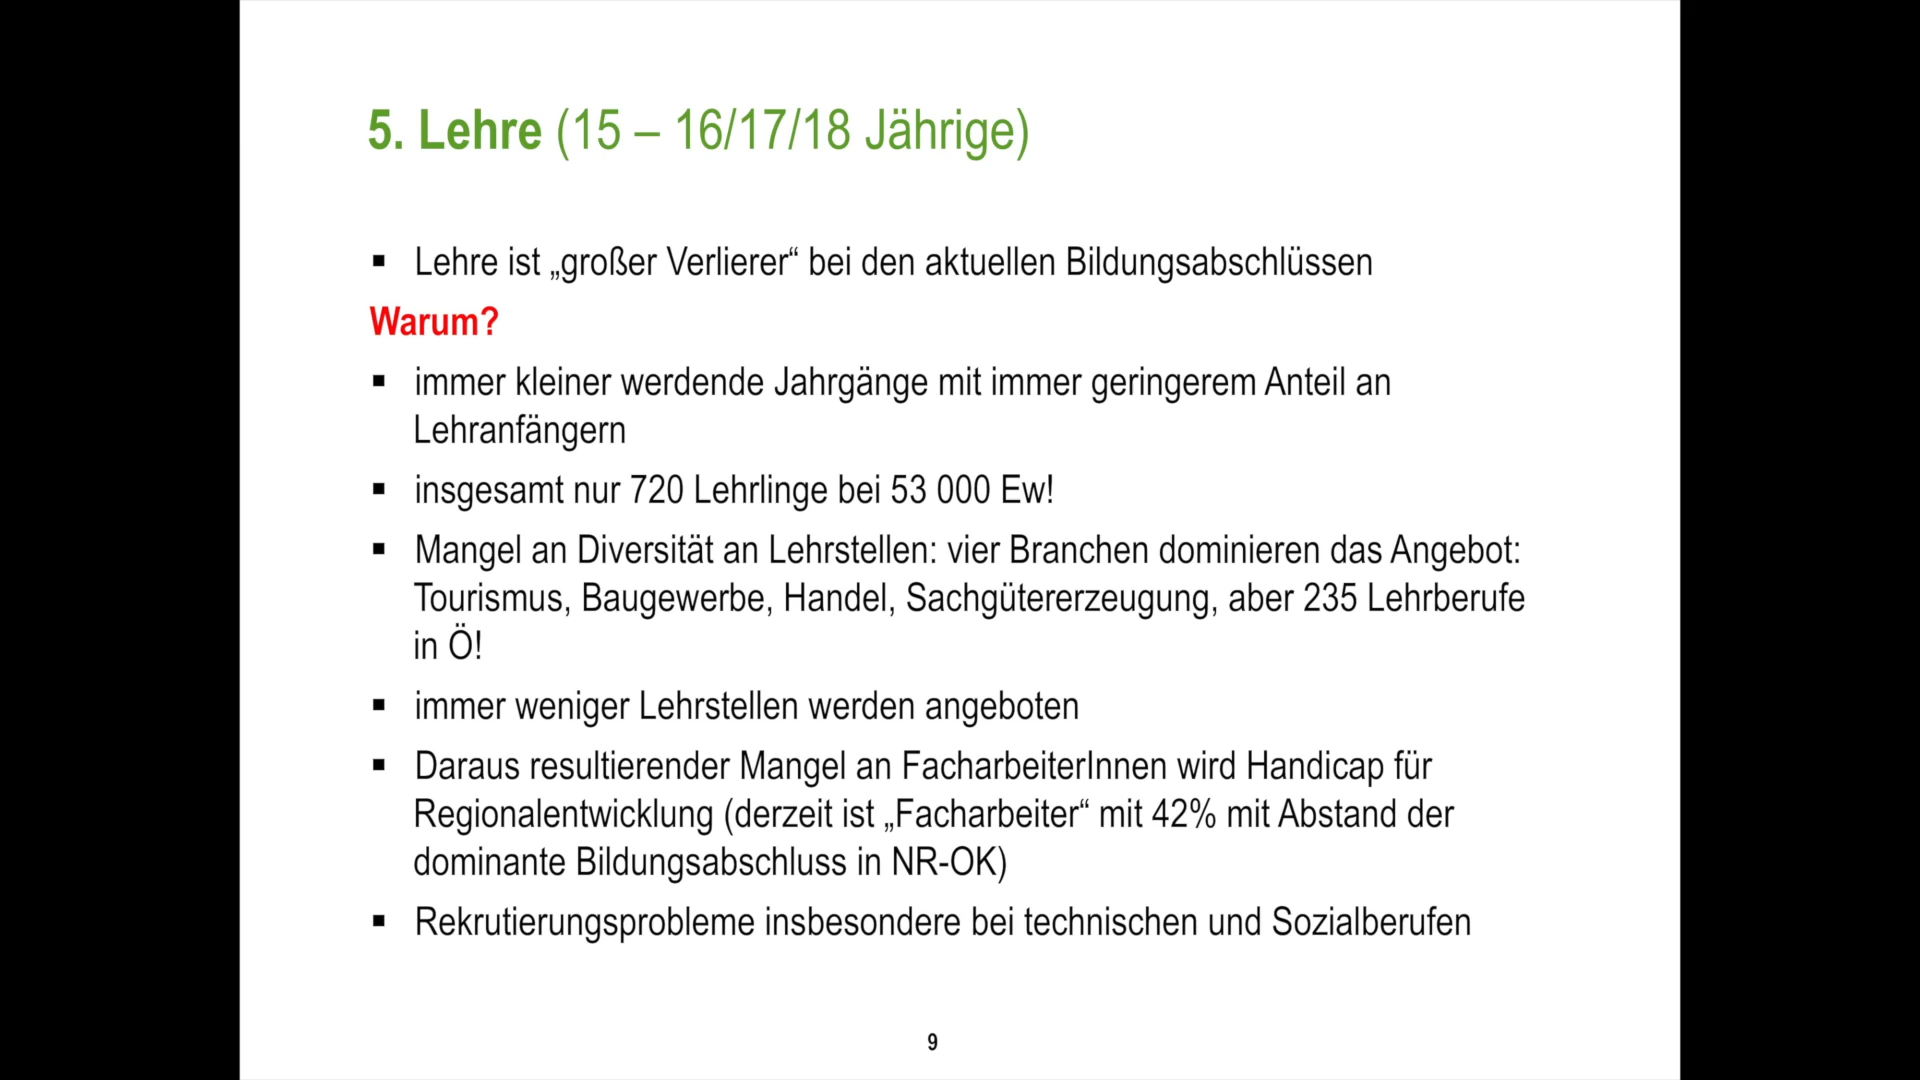 5. Lehre (15 – 16/17/18 Jährige)
▪ Lehre ist „großer Verlierer“ bei den aktuellen Bildungsabschlüssen
Warum?
▪ immer kleiner werdende Jahrgänge mit immer geringerem Anteil an
Lehranfängern
▪ insgesamt nur 720 Lehrlinge bei 53 000 Ew!
▪ Mangel an Diversität an Lehrstellen: vier Branchen dominieren das Angebot:
Tourismus, Baugewerbe, Handel, Sachgütererzeugung, aber 235 Lehrberufe
in Ö!
▪ immer weniger Lehrstellen werden angeboten
▪ Daraus resultierender Mangel an FacharbeiterInnen wird Handicap für
Regionalentwicklung (derzeit ist „Facharbeiter“ mit 42% mit Abstand der
dominante Bildungsabschluss in NR-OK)
▪ Rekrutierungsprobleme insbesondere bei technischen und Sozialberufen
9